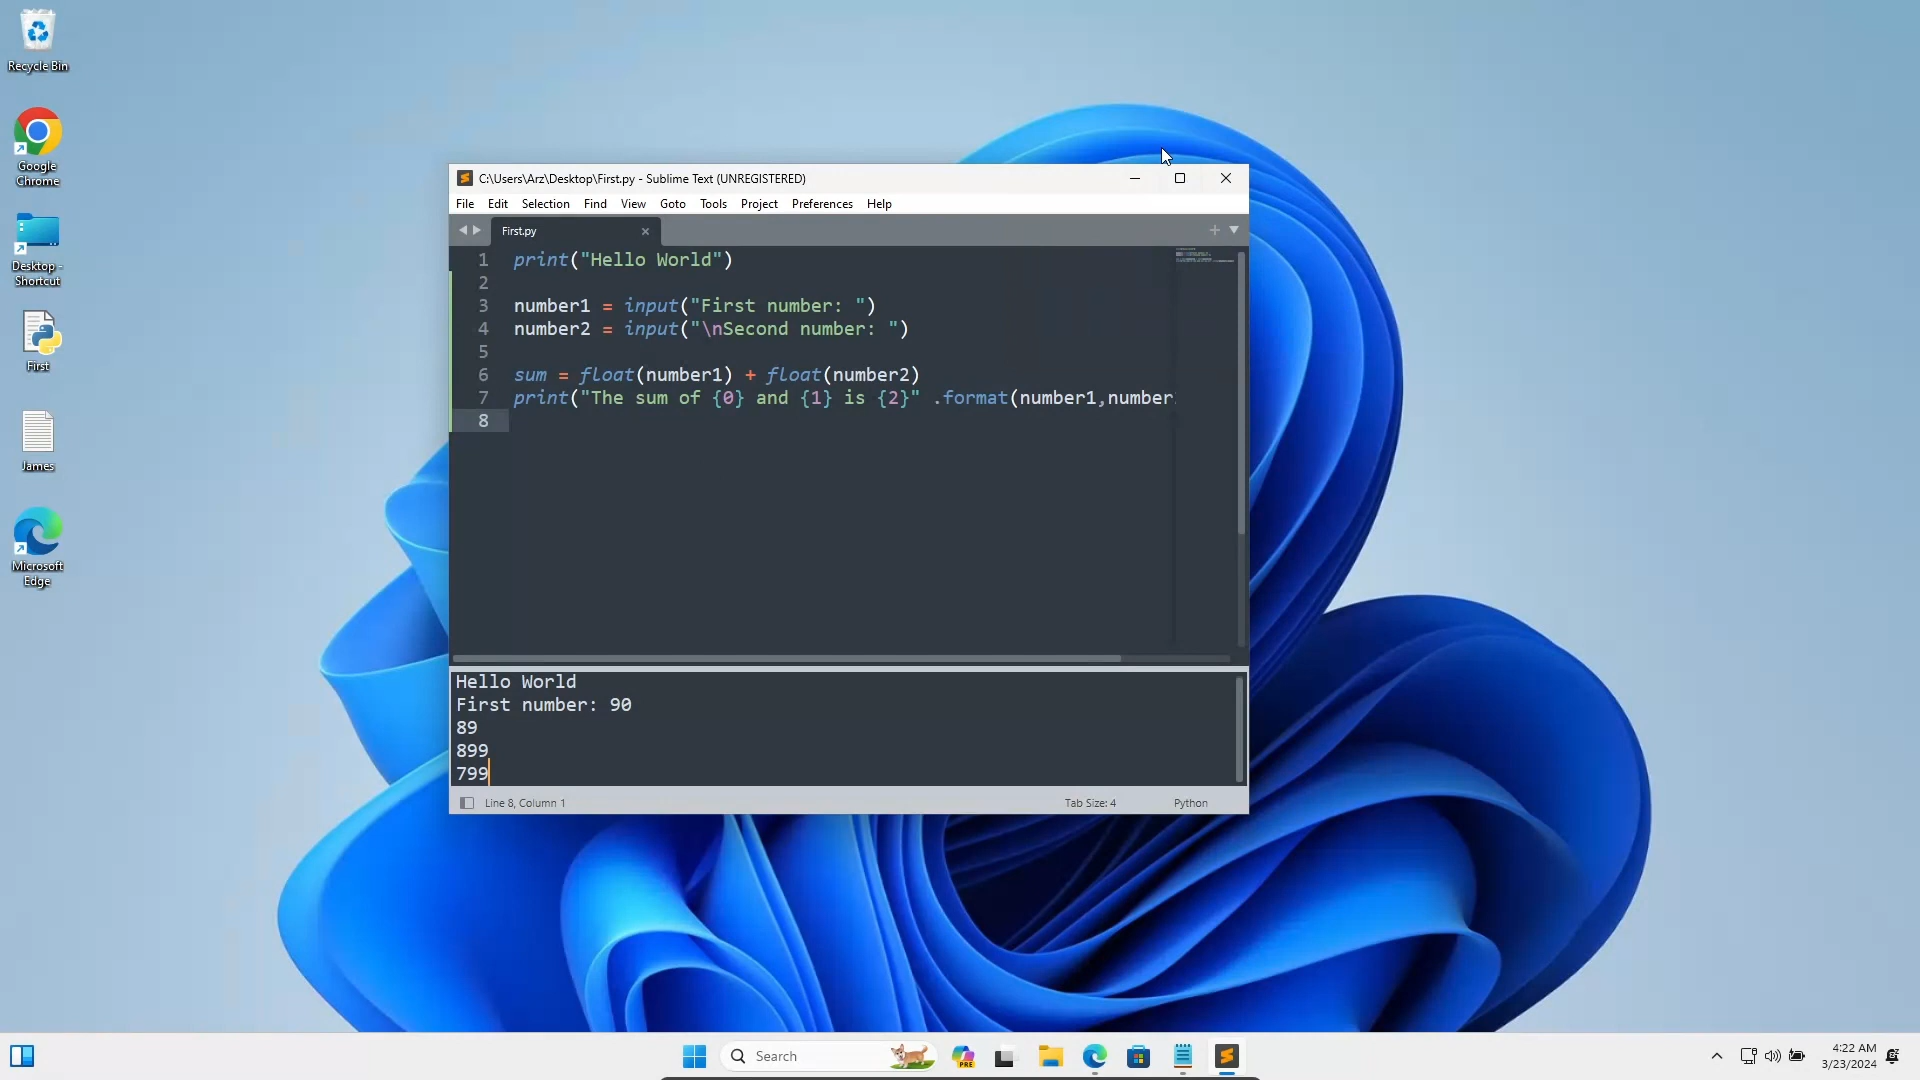 Recycle Bin
Google
Chrome
Desktop -
Shortcut
First
James
Microsoft
Edge
C:\Users\Arz\Desktop\First.py - Sublime Text (UNREGISTERED)
File Edit Selection Find View Goto Tools Project Preferences Help
First.py
1 print("Hello World")
2
3 number1 = input("First number: ")
4 number2 = input("\nSecond number: ")
5
6 sum = float(number1) + float(number2)
7 print("The sum of {0} and {1} is {2}" .format(number1,number
8
Hello World
First number: 90
89
899
799
Line 8, Column 1 Tab Size: 4 Python
Search
PRE
4:22 AM
3/23/2024